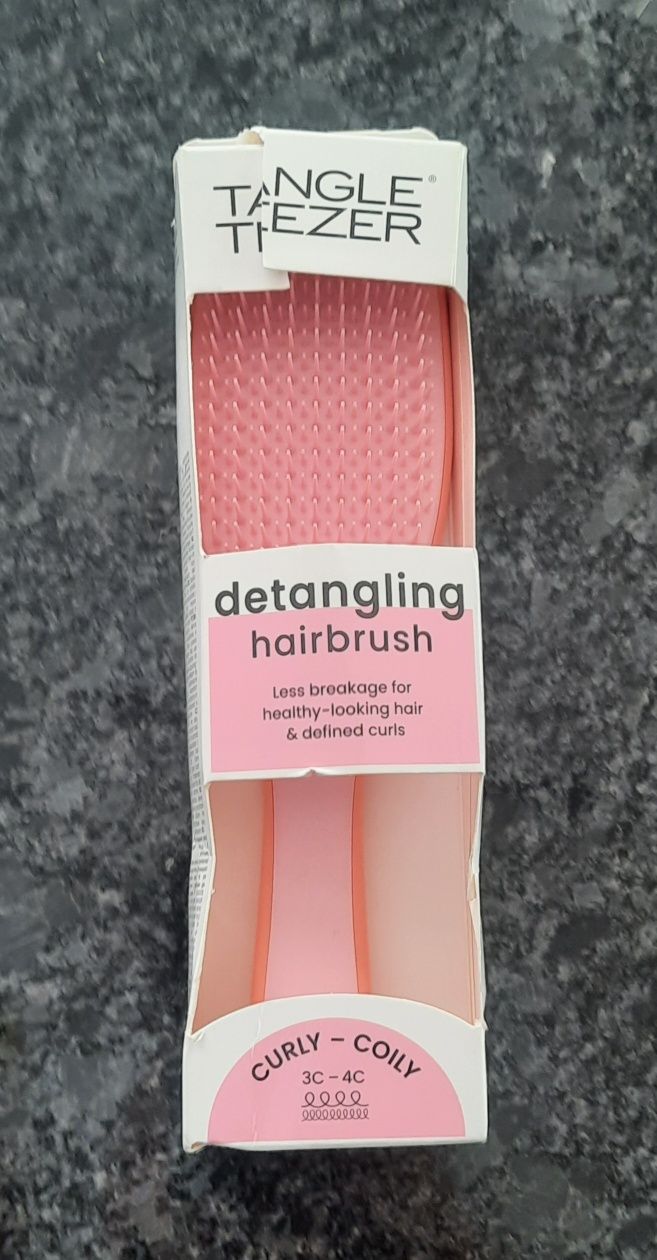 TANGLE®
TEEZER
detangling
hairbrush
Less breakage for
healthy-looking hair
& defined curls
CURLY – COILY
3C – 4C